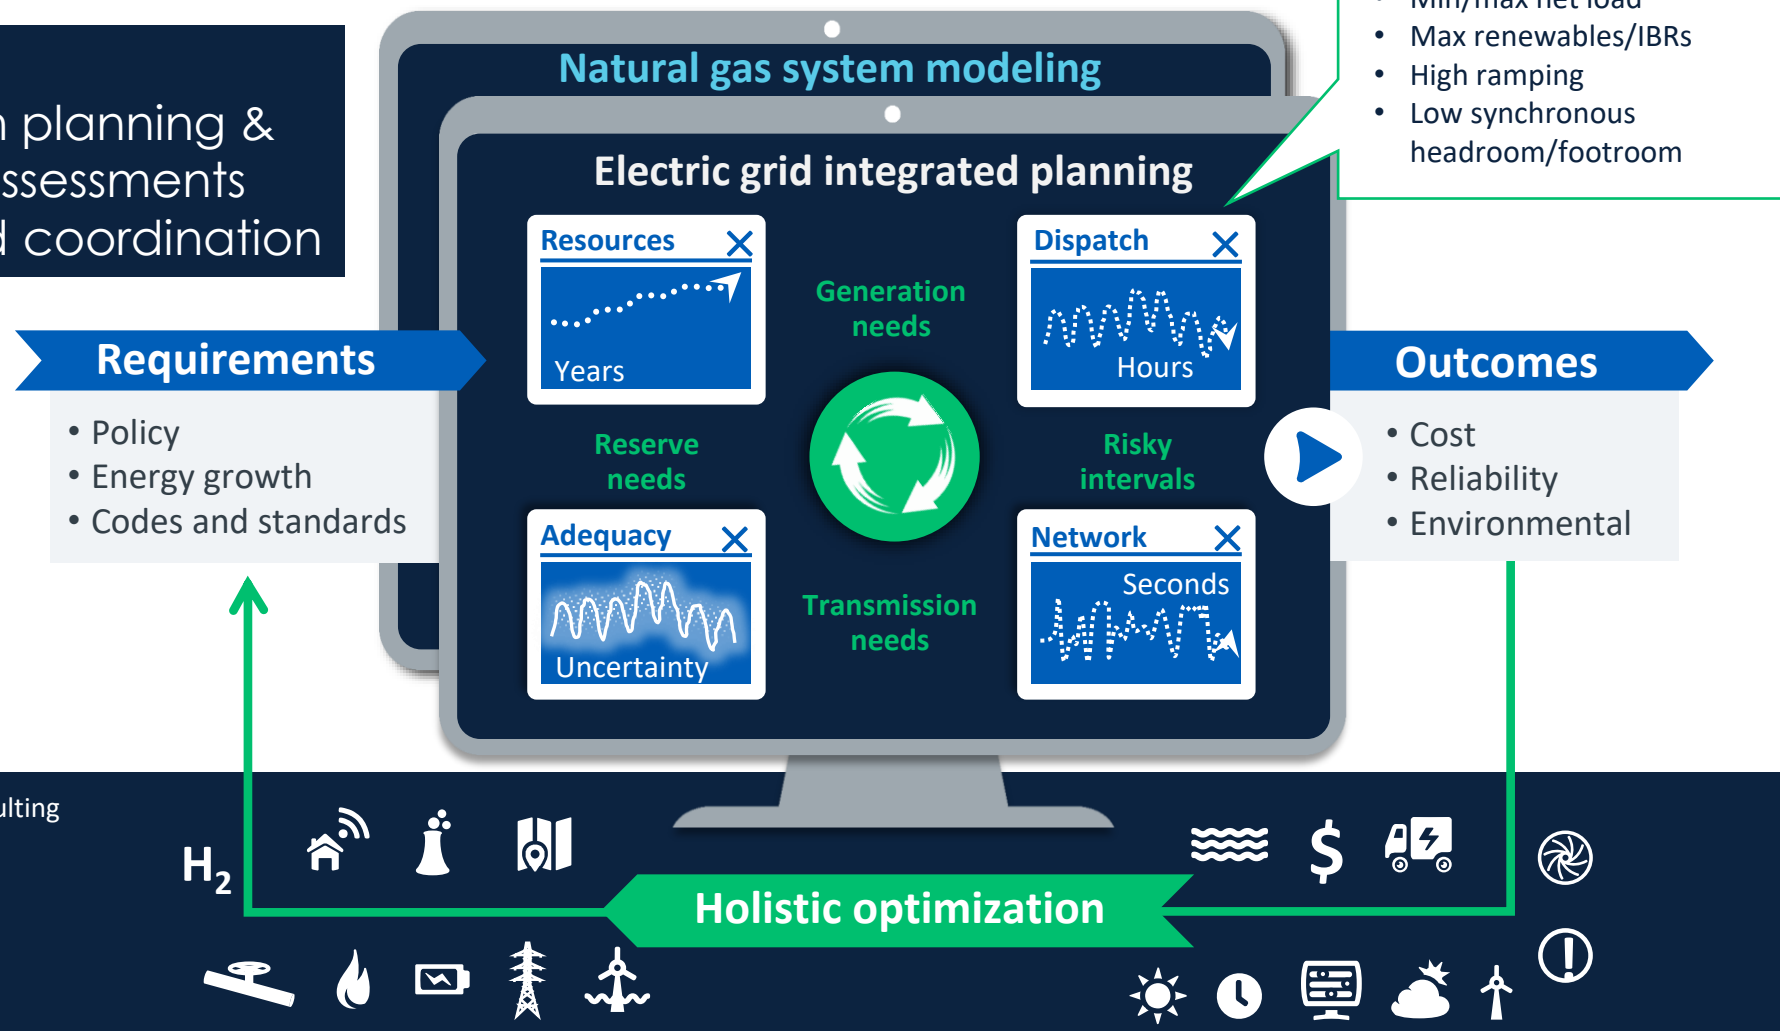 Min/max net load
• Max renewables/IBRs
• High ramping
• Low synchronous
headroom/footroom
planning &
coordination
Natural gas system modeling
Electric grid integrated planning
Resources
Years
Generation
needs
Dispatch
Hours
Requirements
• Policy
• Energy growth
• Codes and standards
Reserve
needs
Risky
intervals
Outcomes
• Cost
• Reliability
• Environmental
Adequacy
Uncertainty
Transmission
needs
Network
Seconds
H₂
$
Holistic optimization